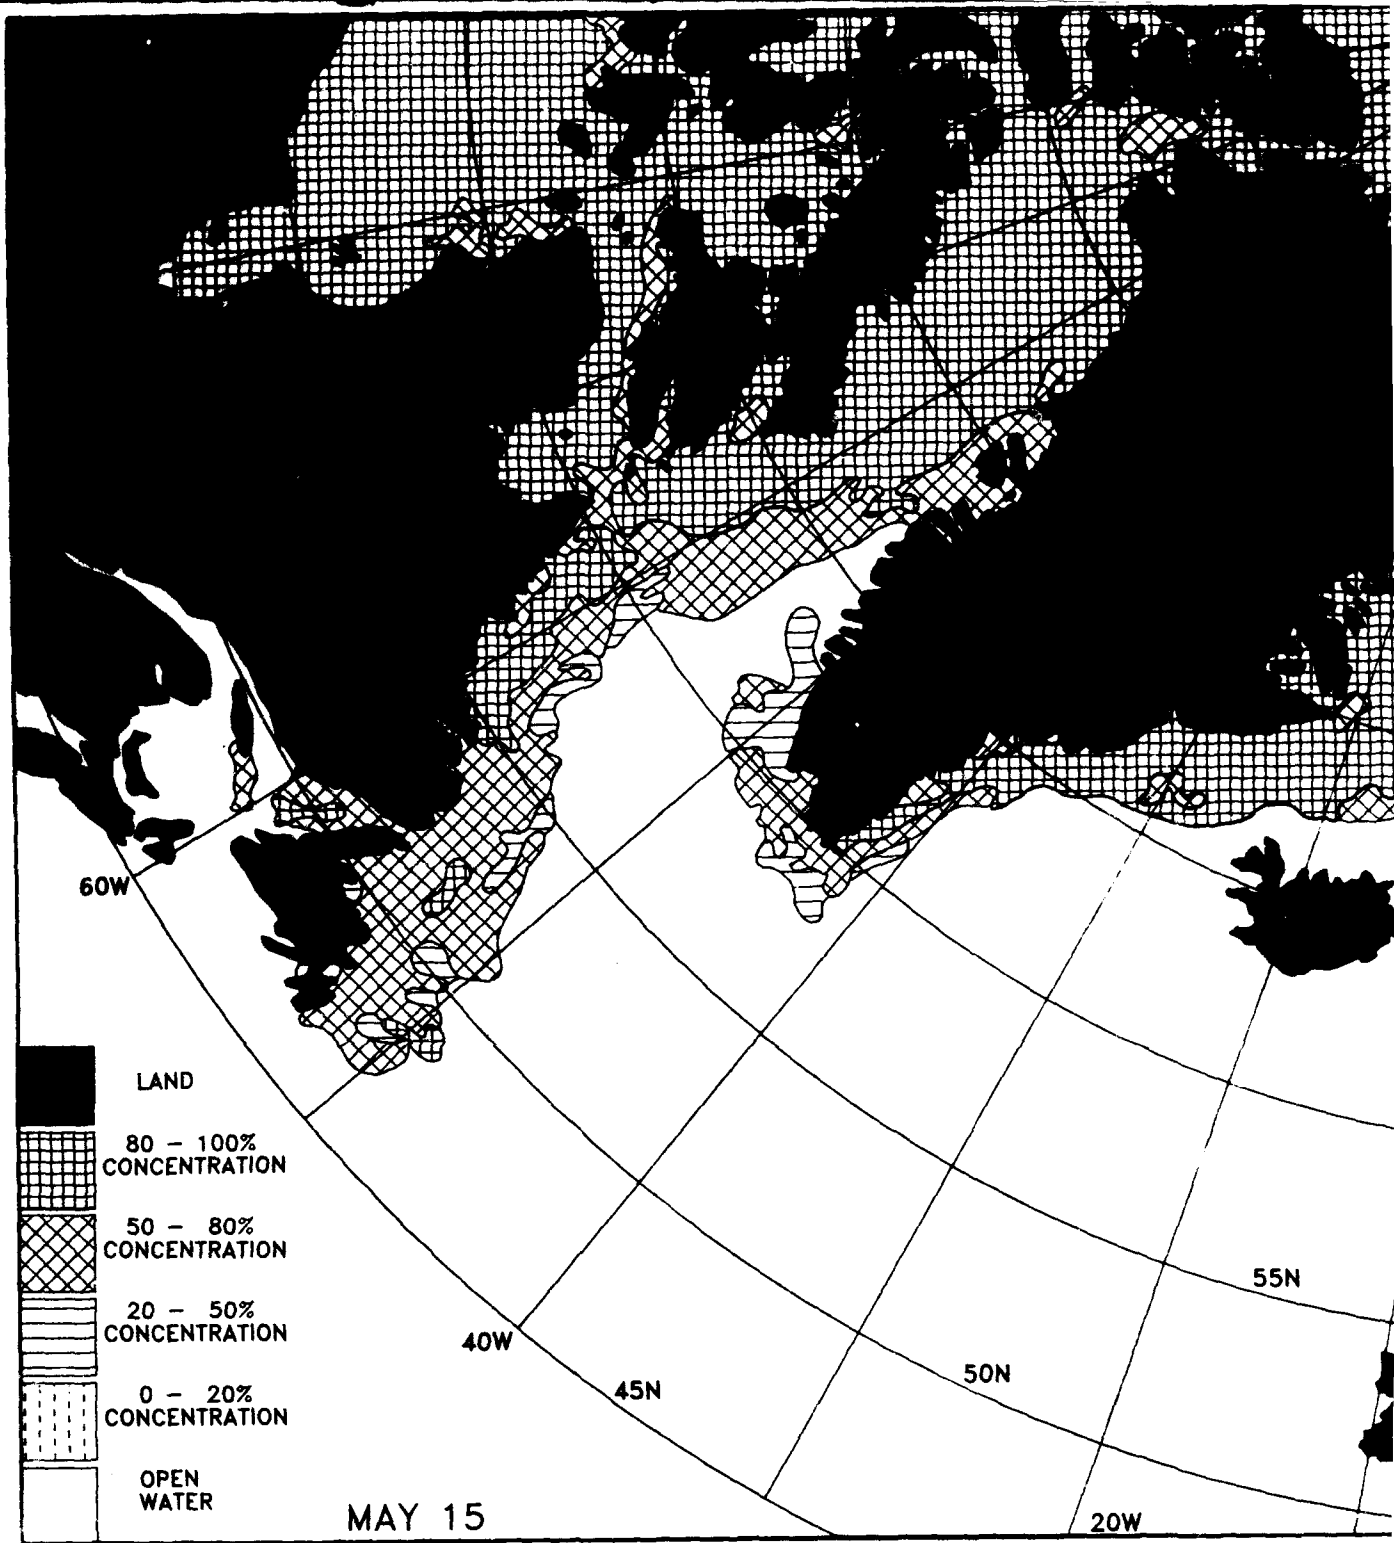 60W
LAND
80 - 100%
CONCENTRATION
50 - 80%
CONCENTRATION
20 - 50%
CONCENTRATION
0 - 20%
CONCENTRATION
OPEN
WATER
MAY 15
40W
45N
50N
55N
20W